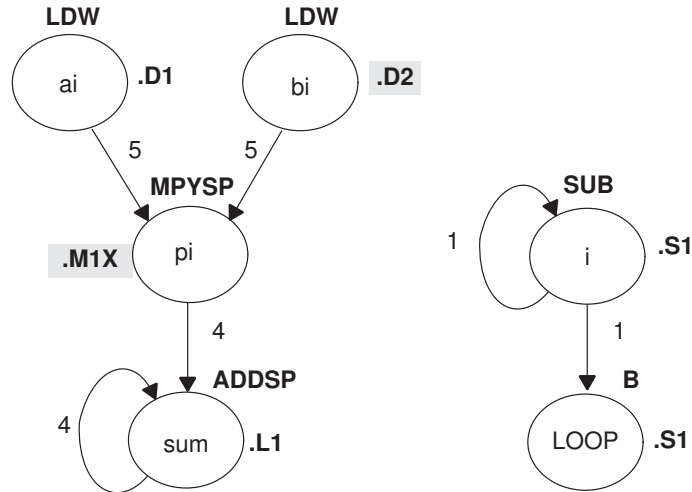 LDW
LDW
ai
.D1
bi
.D2
5
5
MPYSP
.M1X
pi
4
ADDSP
4
sum
.L1
SUB
1
i
.S1
1
B
LOOP
.S1